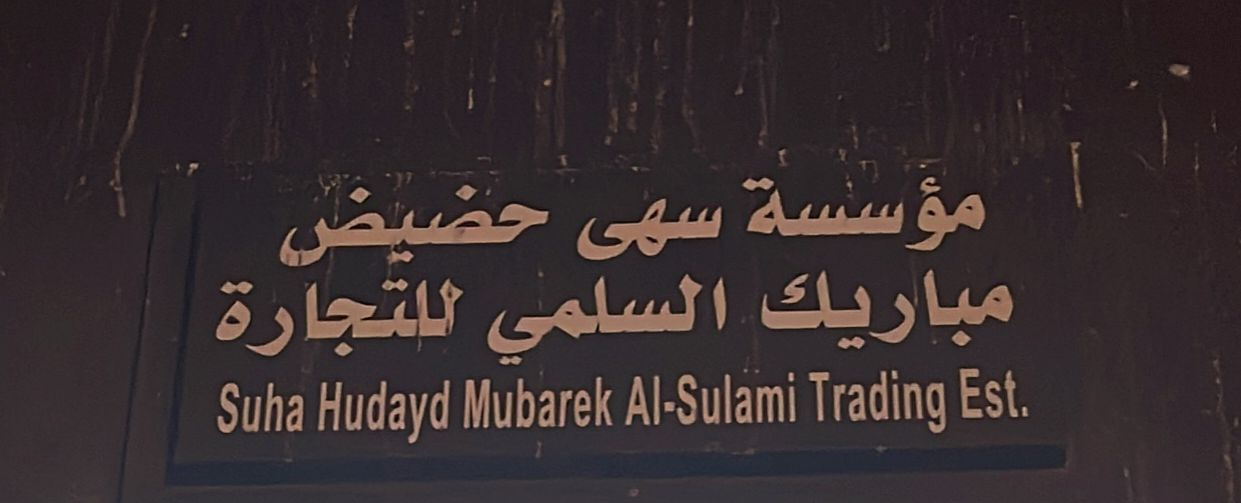 مؤسسة سهى حضيض
مباريك السلمي للتجارة
Suha Hudayd Mubarek Al-Sulami Trading Est.